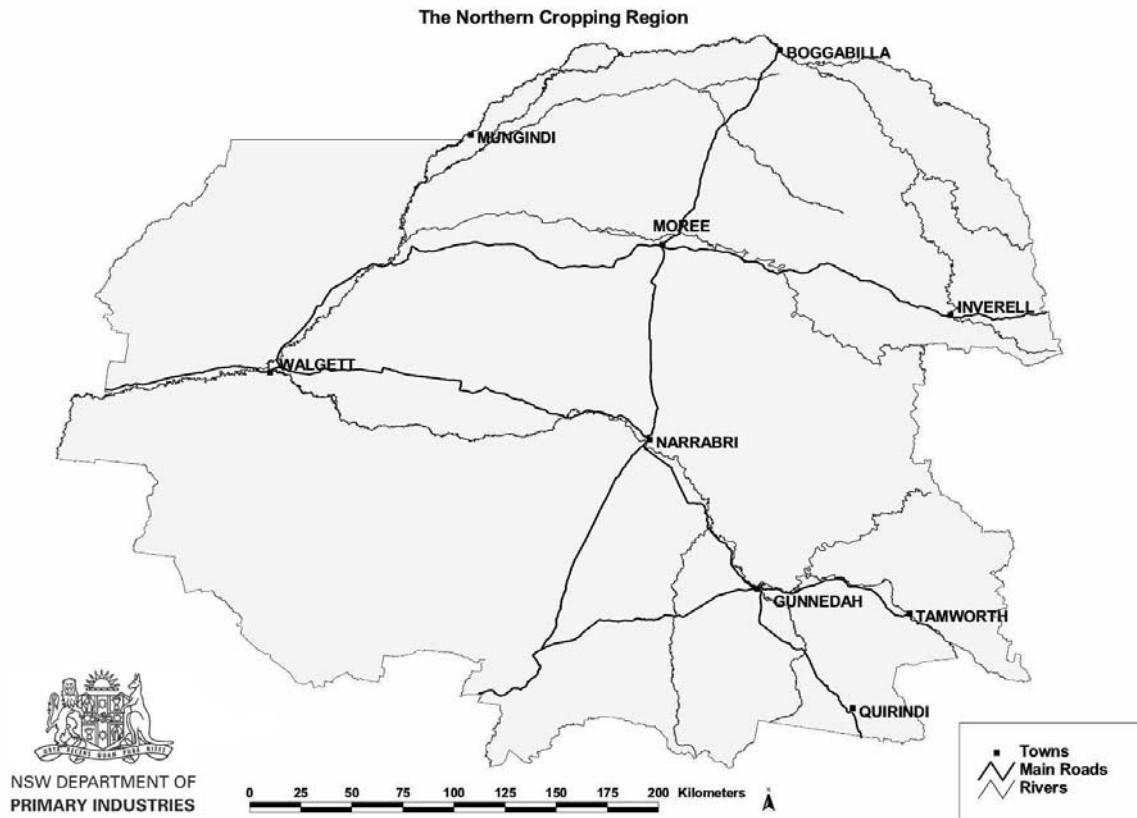 The Northern Cropping Region
BOGGABILLA
MUNGINDI
MOREE
INVERELL
WALGETT
NARRABRI
GUNNEDAH
TAMWORTH
QUIRINDI
NSW DEPARTMENT OF
PRIMARY INDUSTRIES
0 25 50 75 100 125 150 175 200 Kilometers
Towns
Main Roads
Rivers